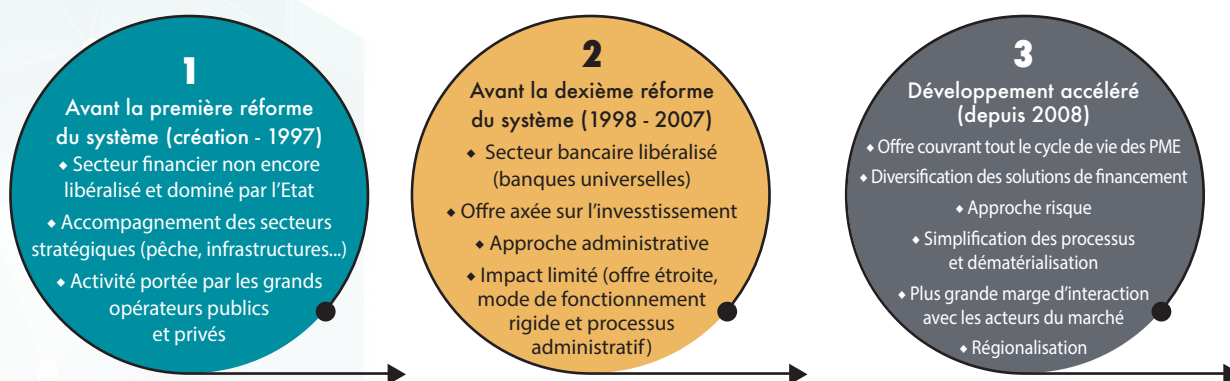 1
Avant la première réforme
du système (création - 1997)
◆ Secteur financier non encore
libéralisé et dominé par l'Etat
◆ Accompagnement des secteurs
stratégiques (pêche, infrastructures...)
◆ Activité portée par les grands
opérateurs publics
et privés
2
Avant la dexième réforme
du système (1998 - 2007)
◆ Secteur bancaire libéralisé
(banques universelles)
◆ Offre axée sur l'invesstissement
◆ Approche administrative
◆ Impact limité (offre étroite,
mode de fonctionnement
rigide et processus
administratif)
3
Développement accéléré
(depuis 2008)
◆ Offre couvrant tout le cycle de vie des PME
◆ Diversification des solutions de financement
◆ Approche risque
◆ Simplification des processus
et dématérialisation
◆ Plus grande marge d'interaction
avec les acteurs du marché
◆ Régionalisation